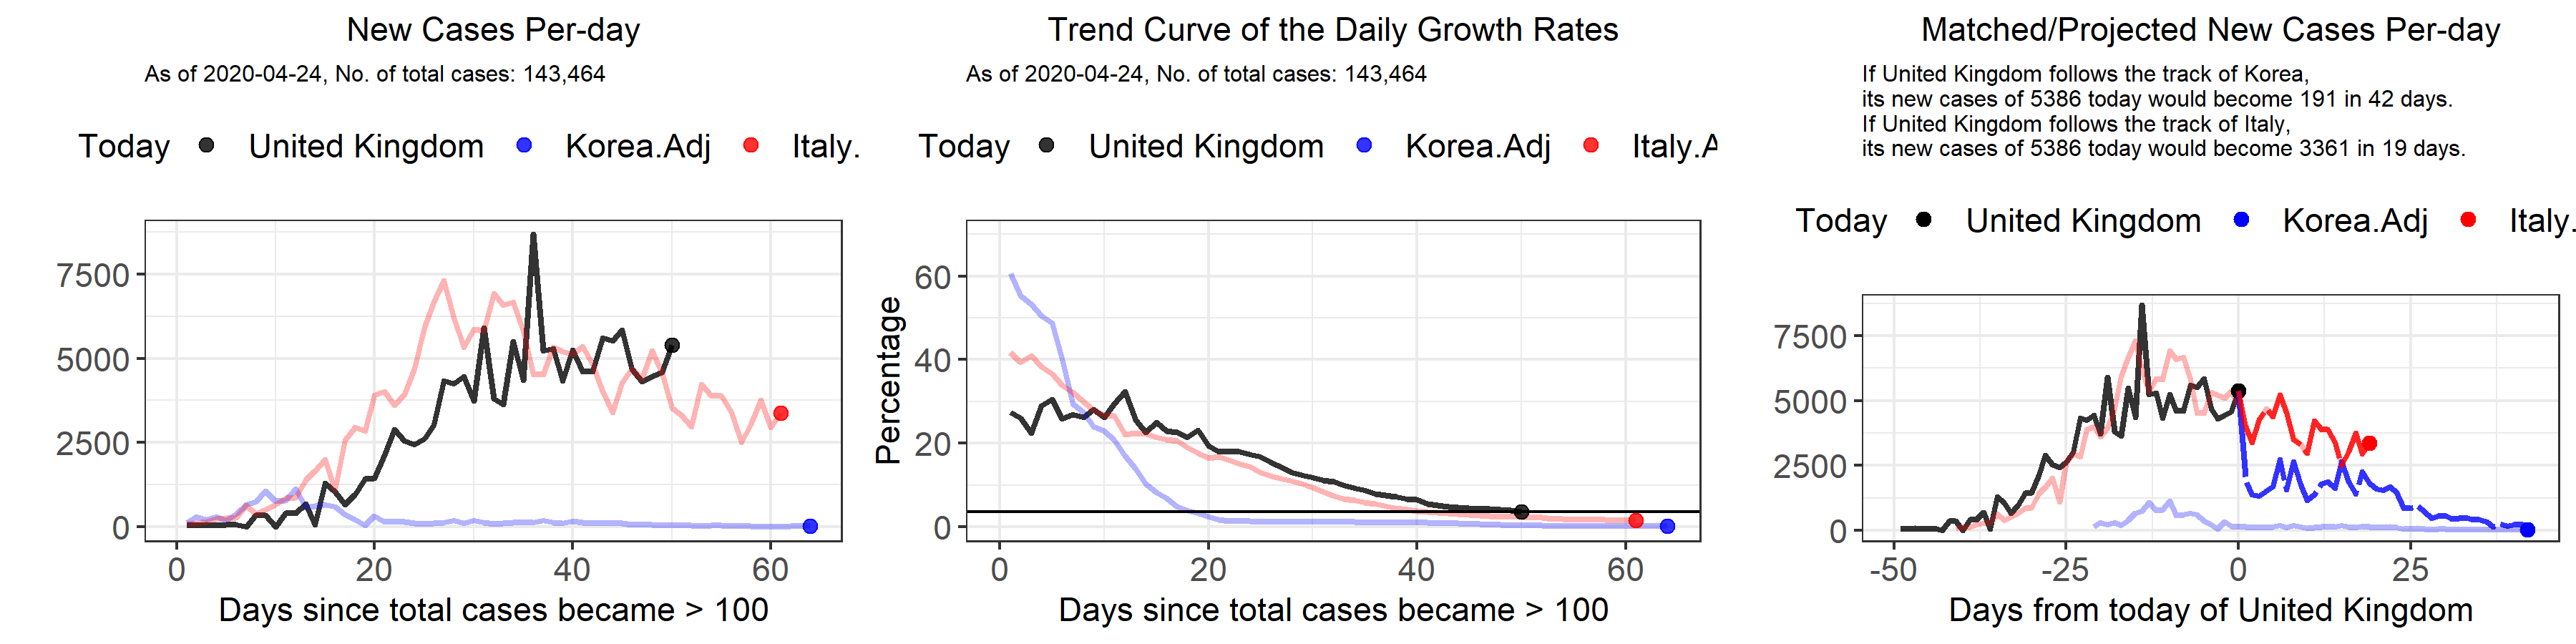 New Cases Per-day
As of 2020-04-24, No. of total cases: 143,464
Today United Kingdom Korea.Adj Italy.
7500
5000
2500
0
0 20 40 60
Days since total cases became > 100
Trend Curve of the Daily Growth Rates
As of 2020-04-24, No. of total cases: 143,464
Today United Kingdom Korea.Adj Italy.A
Percentage
60
40
20
0
0 20 40 60
Days since total cases became > 100
Matched/Projected New Cases Per-day
If United Kingdom follows the track of Korea,
its new cases of 5386 today would become 191 in 42 days.
If United Kingdom follows the track of Italy,
its new cases of 5386 today would become 3361 in 19 days.
Today United Kingdom Korea.Adj Italy.
7500
5000
2500
0
-50 -25 0 25
Days from today of United Kingdom